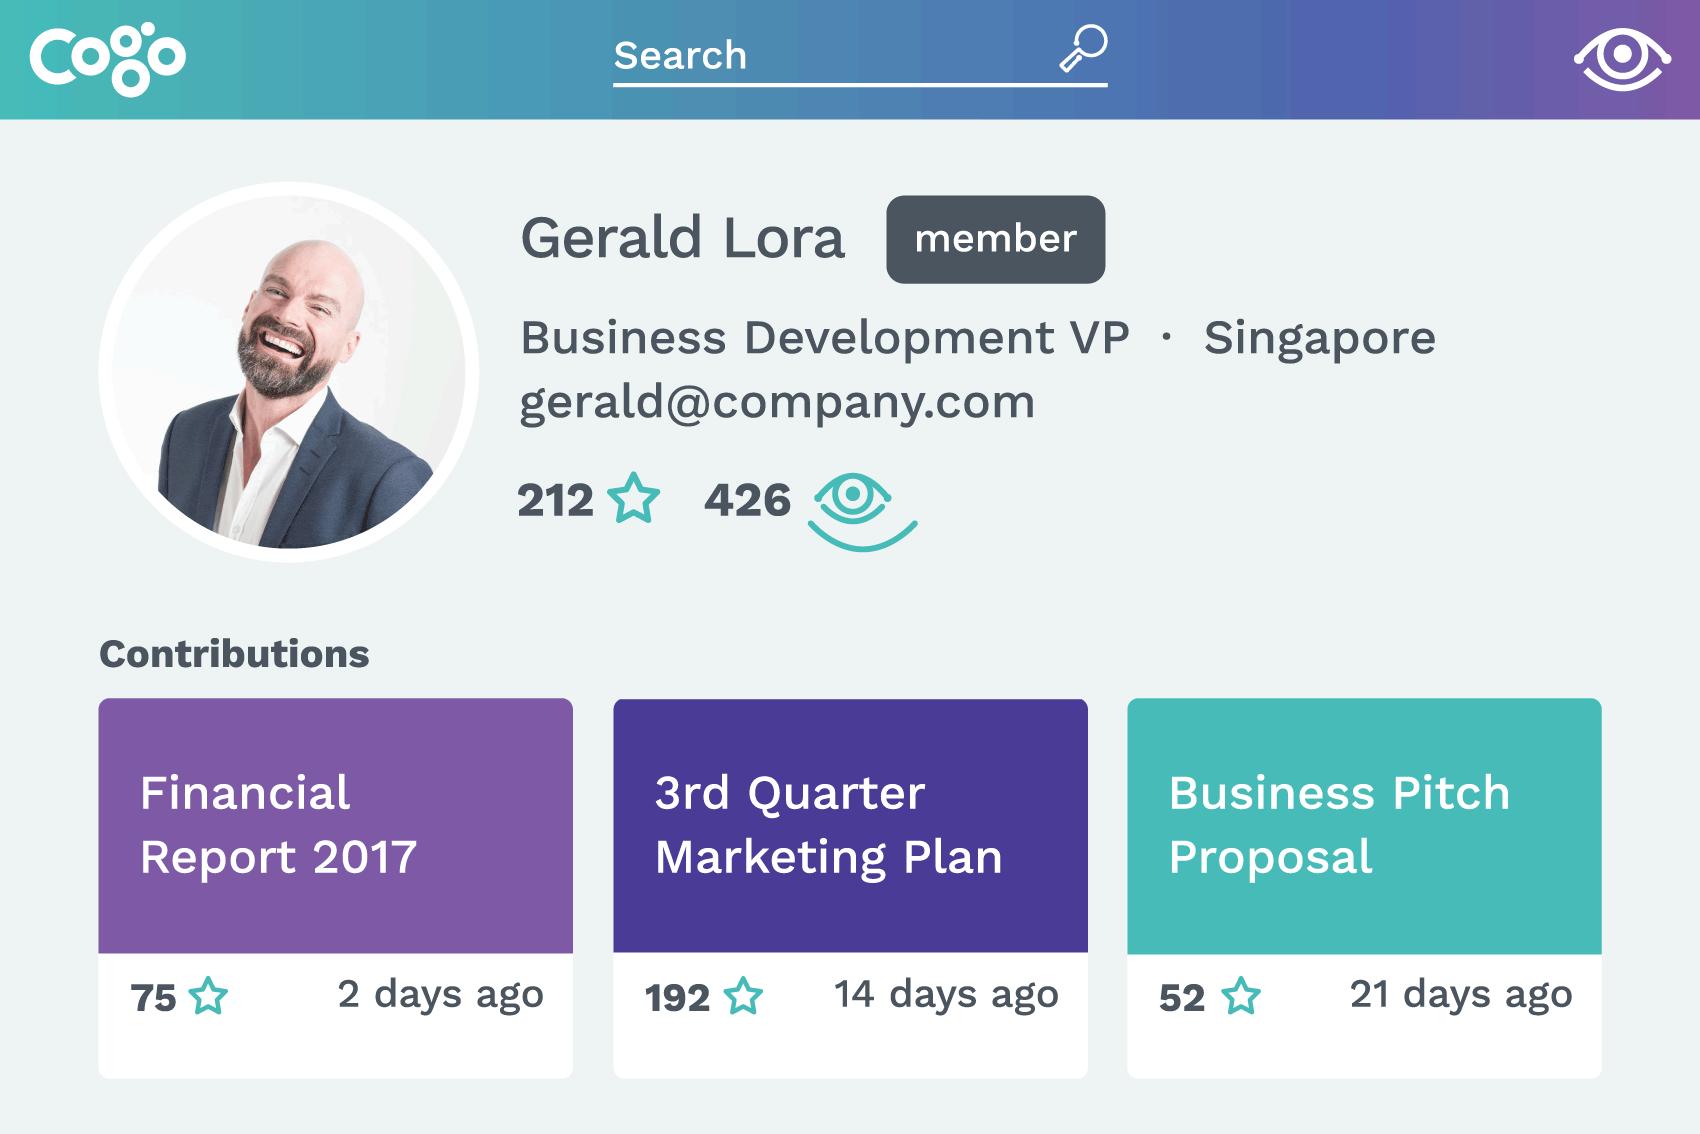 Cogo
Search
Gerald Lora
member
Business Development VP · Singapore
gerald@company.com
212 426
Contributions
Financial
Report 2017
75 2 days ago
3rd Quarter
Marketing Plan
192 14 days ago
Business Pitch
Proposal
52 21 days ago